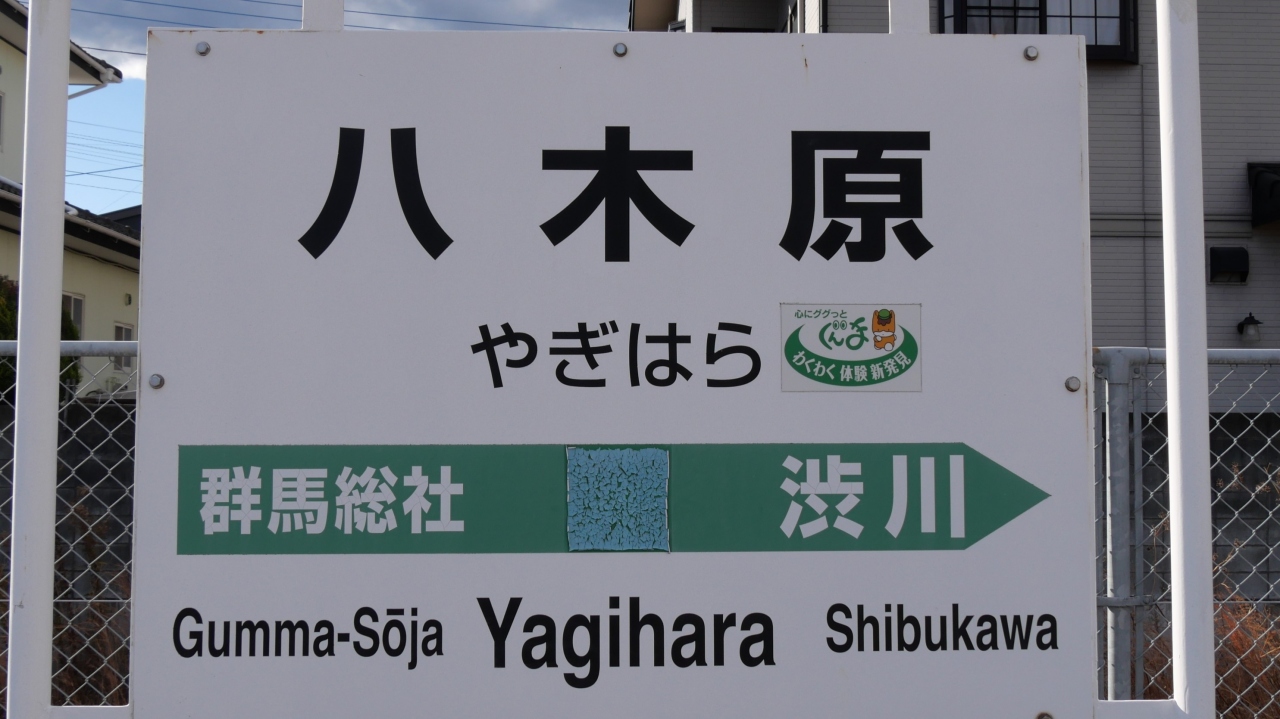 八木原
やぎはら
心にググっと
ぐんま
わくわく 体験 新発見
群馬総社 渋川
Gumma-Sōja Yagihara Shibukawa